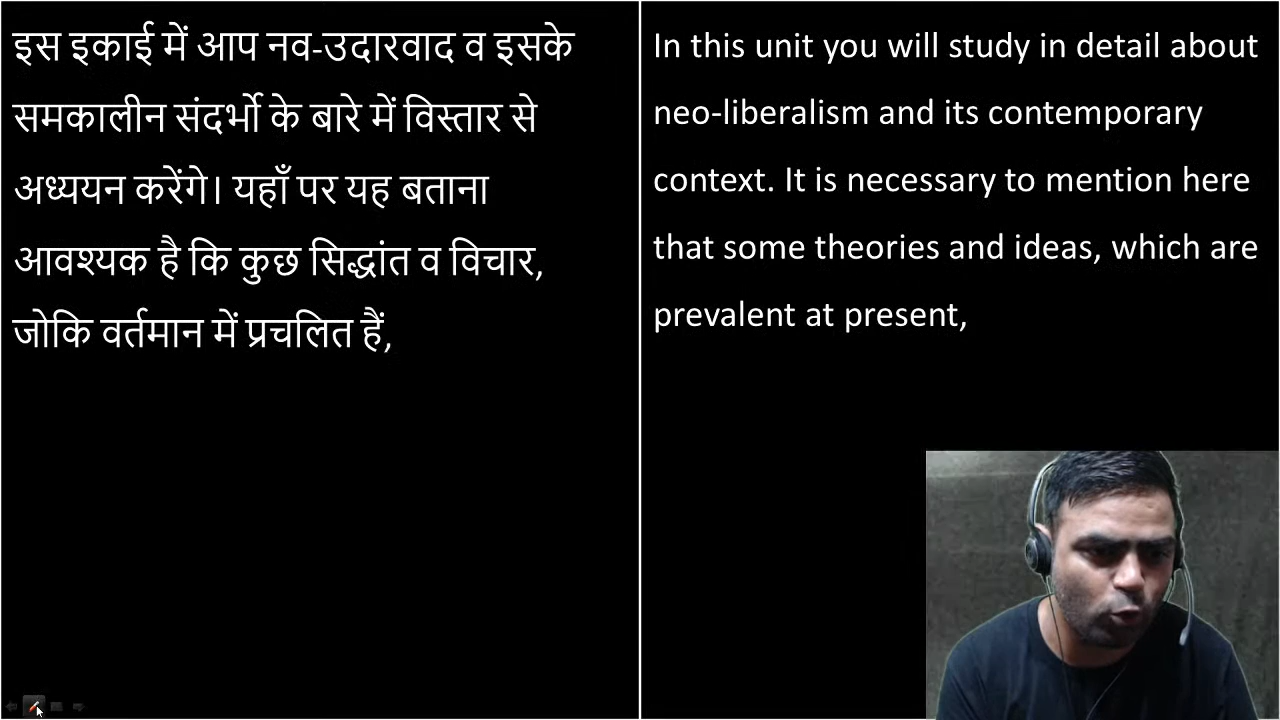 इस इकाई में आप नव-उदारवाद व इसके
समकालीन संदर्भो के बारे में विस्तार से
अध्ययन करेंगे। यहाँ पर यह बताना
आवश्यक है कि कुछ सिद्धांत व विचार,
जोकि वर्तमान में प्रचलित हैं,
In this unit you will study in detail about
neo-liberalism and its contemporary
context. It is necessary to mention here
that some theories and ideas, which are
prevalent at present,